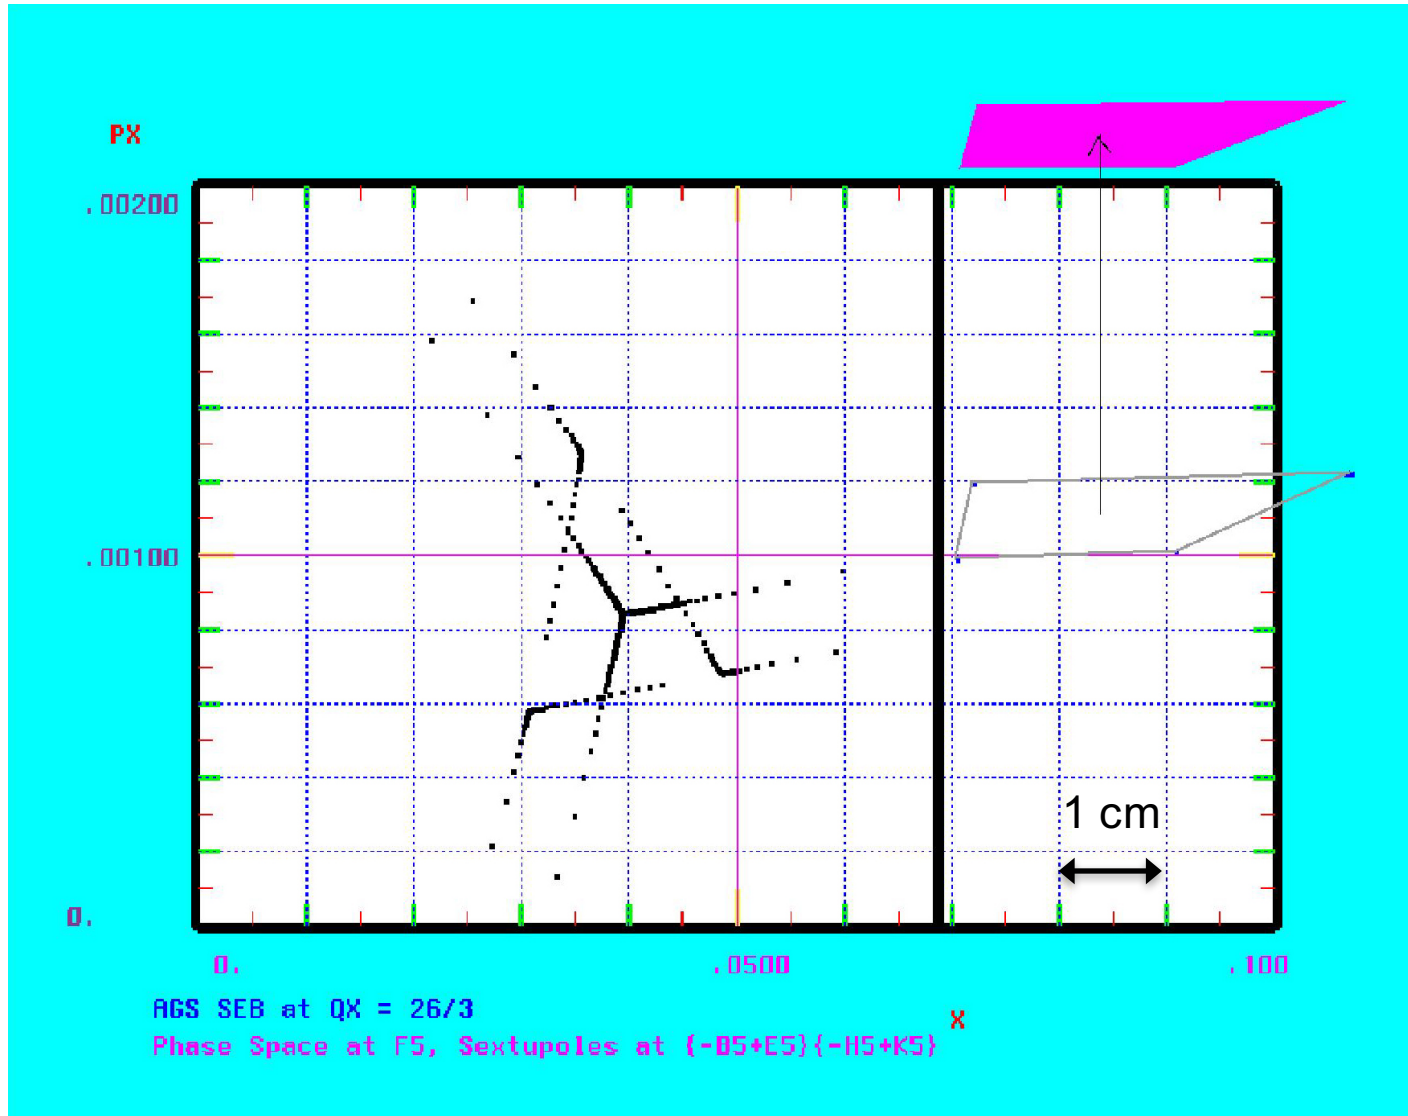 PX
.00200
.00100
0.
1 cm
0. .0500 .100
AGS SEB at QX = 26/3
X
Phase Space at F5, Sextupoles at {-D5+E5}{-H5+K5}